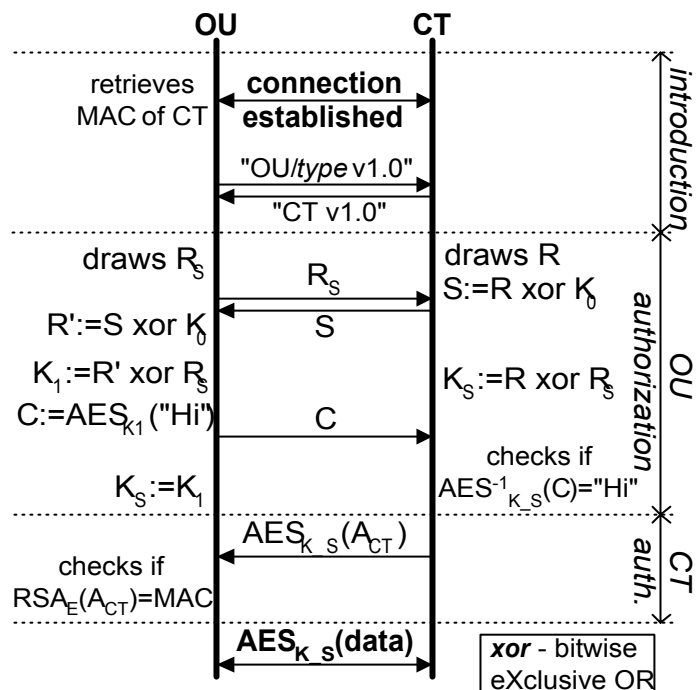 OU CT
retrieves
MAC of CT
connection
established
"OU/type v1.0"
"CT v1.0"
introduction
draws RS
draws R
RS
S:=R xor K0
S
R':=S xor K0
K1:=R' xor RS
KS:=R xor RS
C:=AESK1("Hi")
C
checks if
AES-1K_S(C)="Hi"
KS:=K1
OU
authorization
AESK_S(ACT)
checks if
RSAE(ACT)=MAC
CT
auth.
AESK_S(data)
xor - bitwise
eXclusive OR